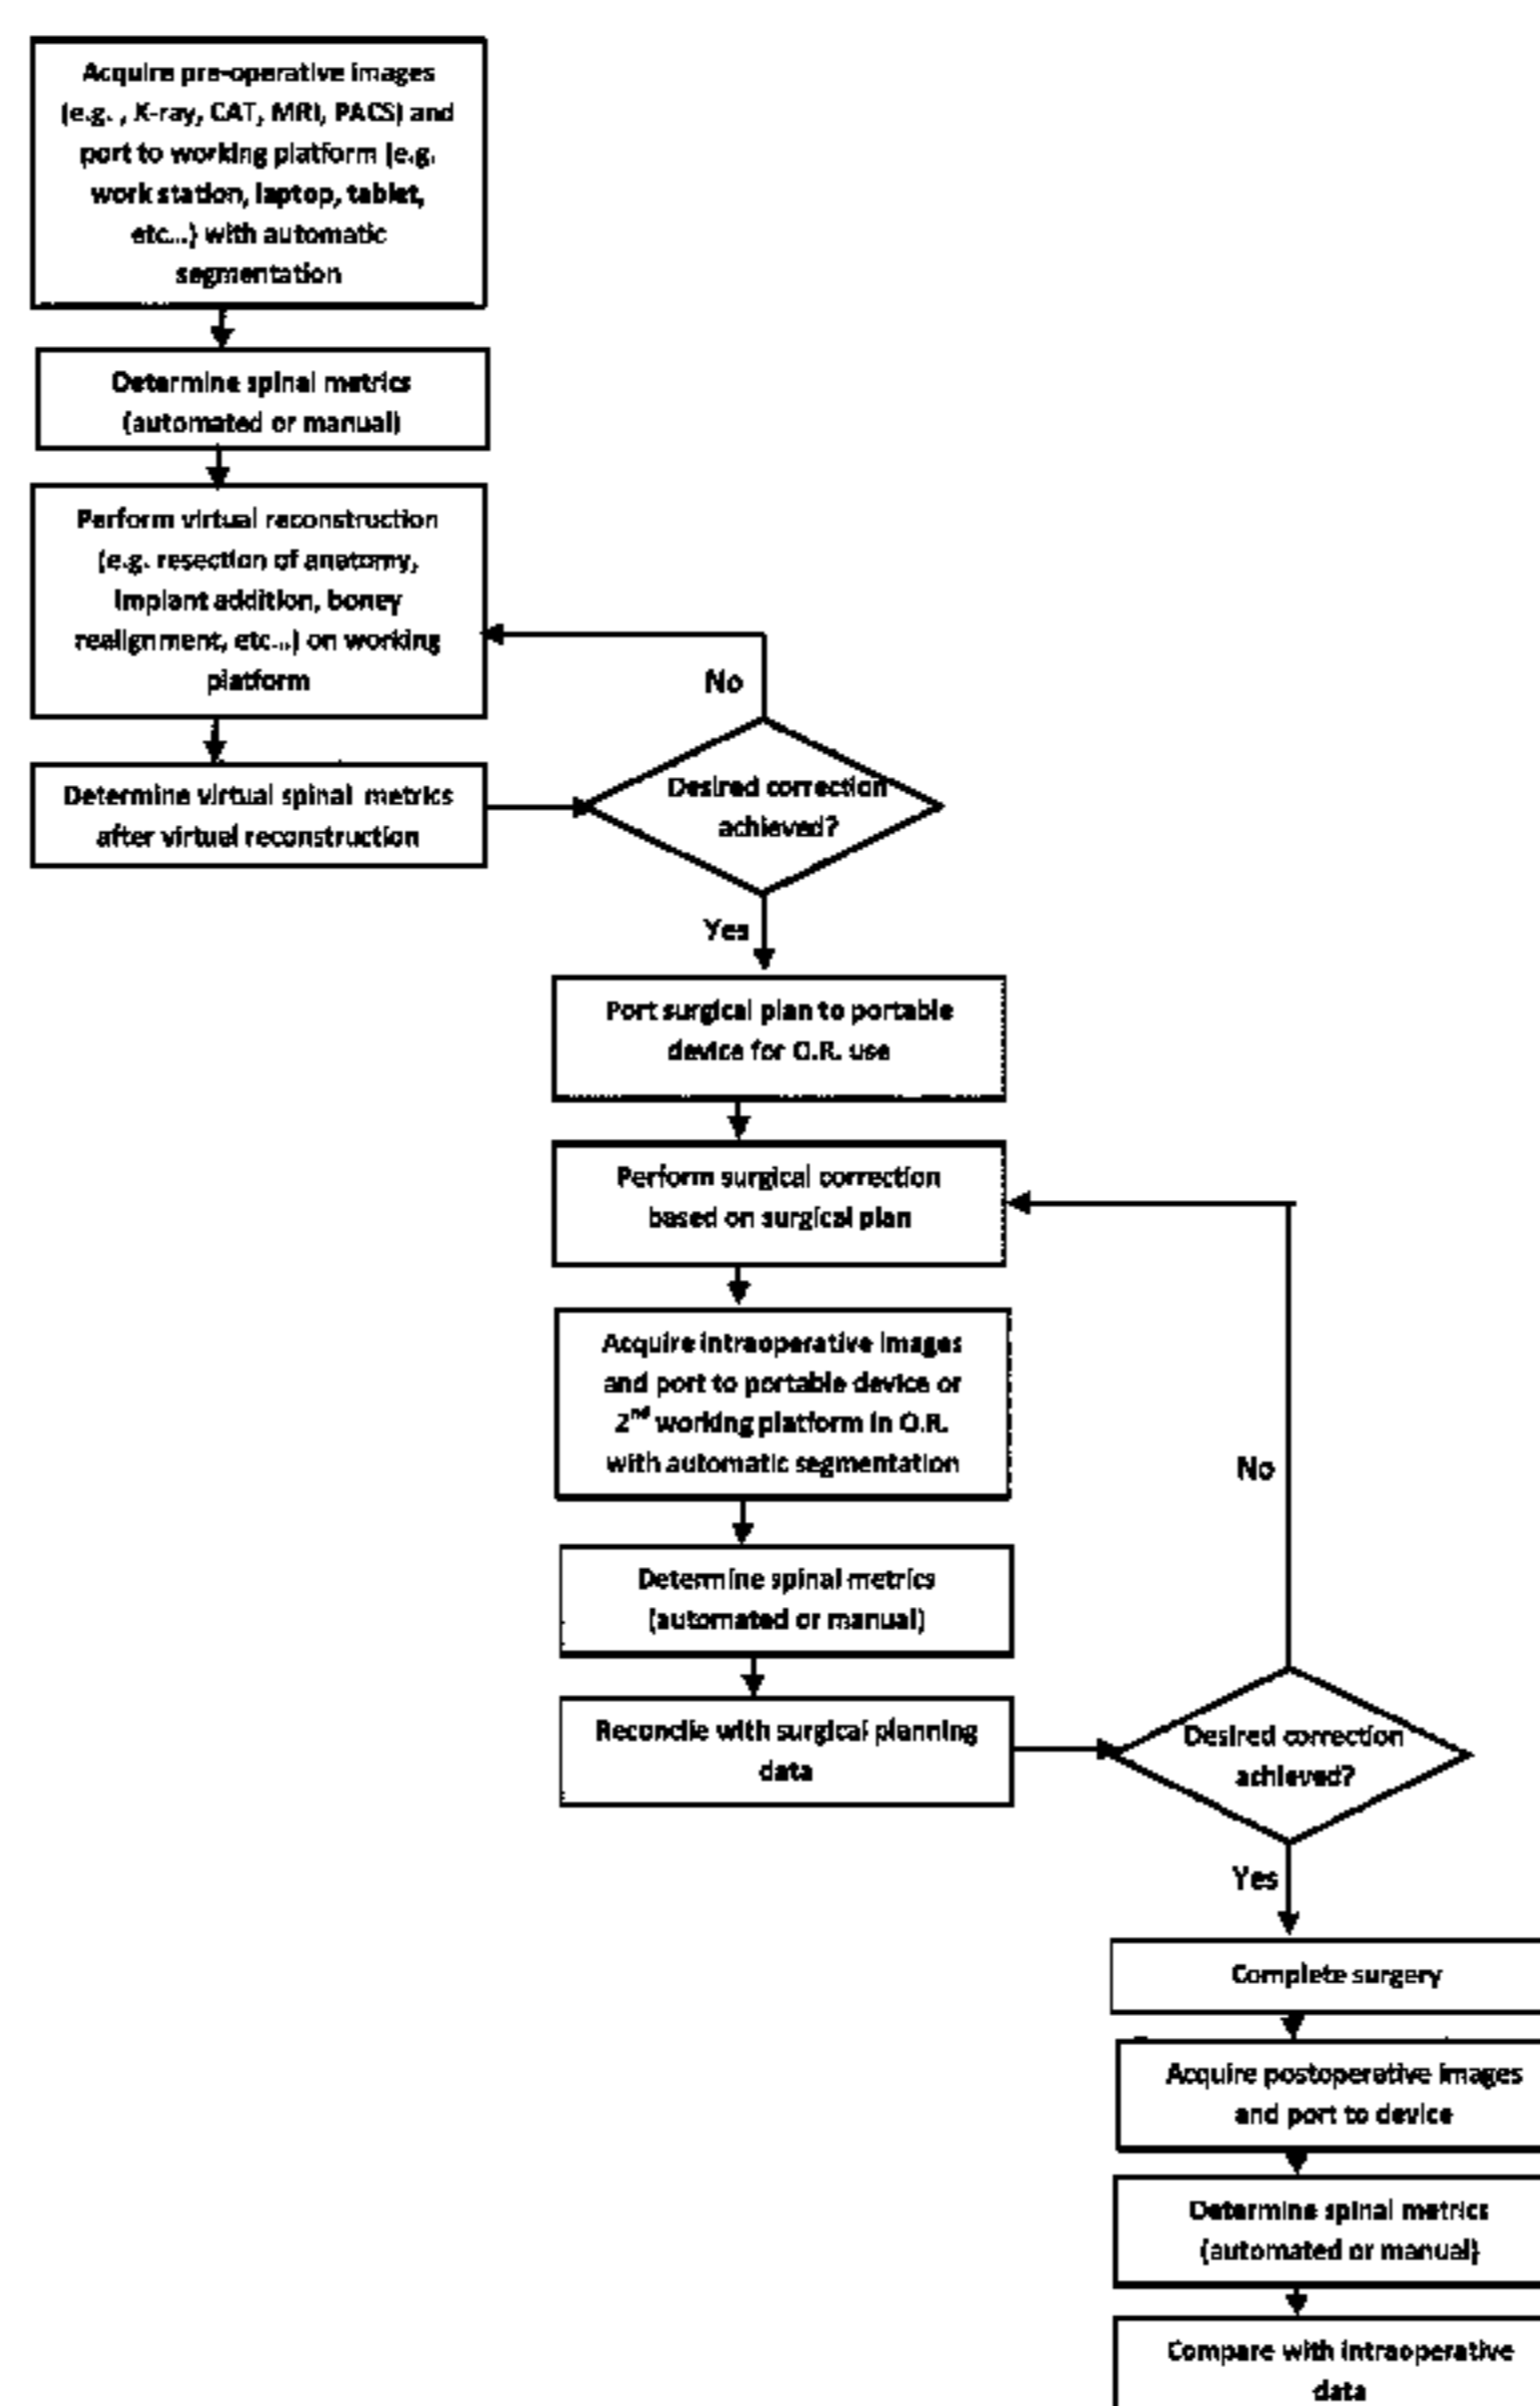 Acquire pre-operative images
(e.g. , X-ray, CAT, MRI, PACS) and
port to working platform (e.g.
work station, laptop, tablet,
etc...) with automatic
segmentation
Determine spinal metrics
(automated or manual)
Perform virtual reconstruction
(e.g. resection of anatomy,
implant addition, boney
realignment, etc...) on working
platform
No
Determine virtual spinal metrics
after virtual reconstruction
Desired correction
achieved?
Yes
Port surgical plan to portable
device for O.R. use
Perform surgical correction
based on surgical plan
Acquire intraoperative images
and port to portable device or
2nd working platform in O.R.
with automatic segmentation
No
Determine spinal metrics
(automated or manual)
Reconcile with surgical planning
data
Desired correction
achieved?
Yes
Complete surgery
Acquire postoperative images
and port to device
Determine spinal metrics
(automated or manual)
Compare with intraoperative
data